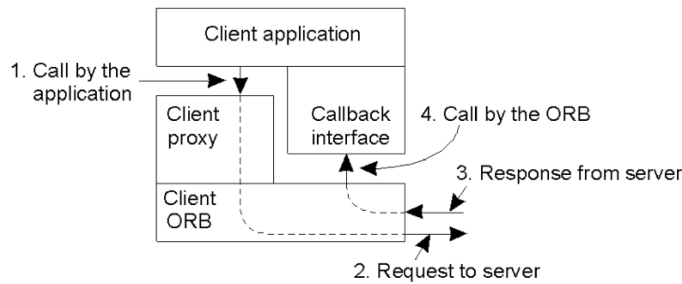 Client application
1. Call by the
application
Client
proxy
Callback
interface
4. Call by the ORB
3. Response from server
Client
ORB
2. Request to server